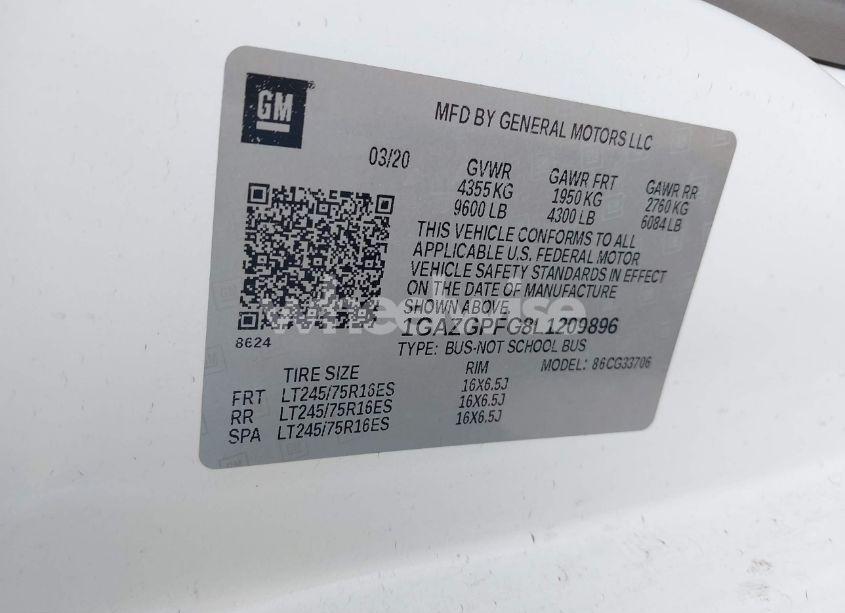 GM
MFD BY GENERAL MOTORS LLC
03/20
GVWR
4355 KG
9600 LB
GAWR FRT
1950 KG
4300 LB
GAWR RR
2760 KG
6084 LB
THIS VEHICLE CONFORMS TO ALL
APPLICABLE U.S. FEDERAL MOTOR
VEHICLE SAFETY STANDARDS IN EFFECT
ON THE DATE OF MANUFACTURE
SHOWN ABOVE.
1GAZGPFG8L1209896
8624
TYPE: BUS-NOT SCHOOL BUS
MODEL: 86CG33706
TIRE SIZE RIM
FRT LT245/75R16ES 16X6.5J
RR LT245/75R16ES 16X6.5J
SPA LT245/75R16ES 16X6.5J